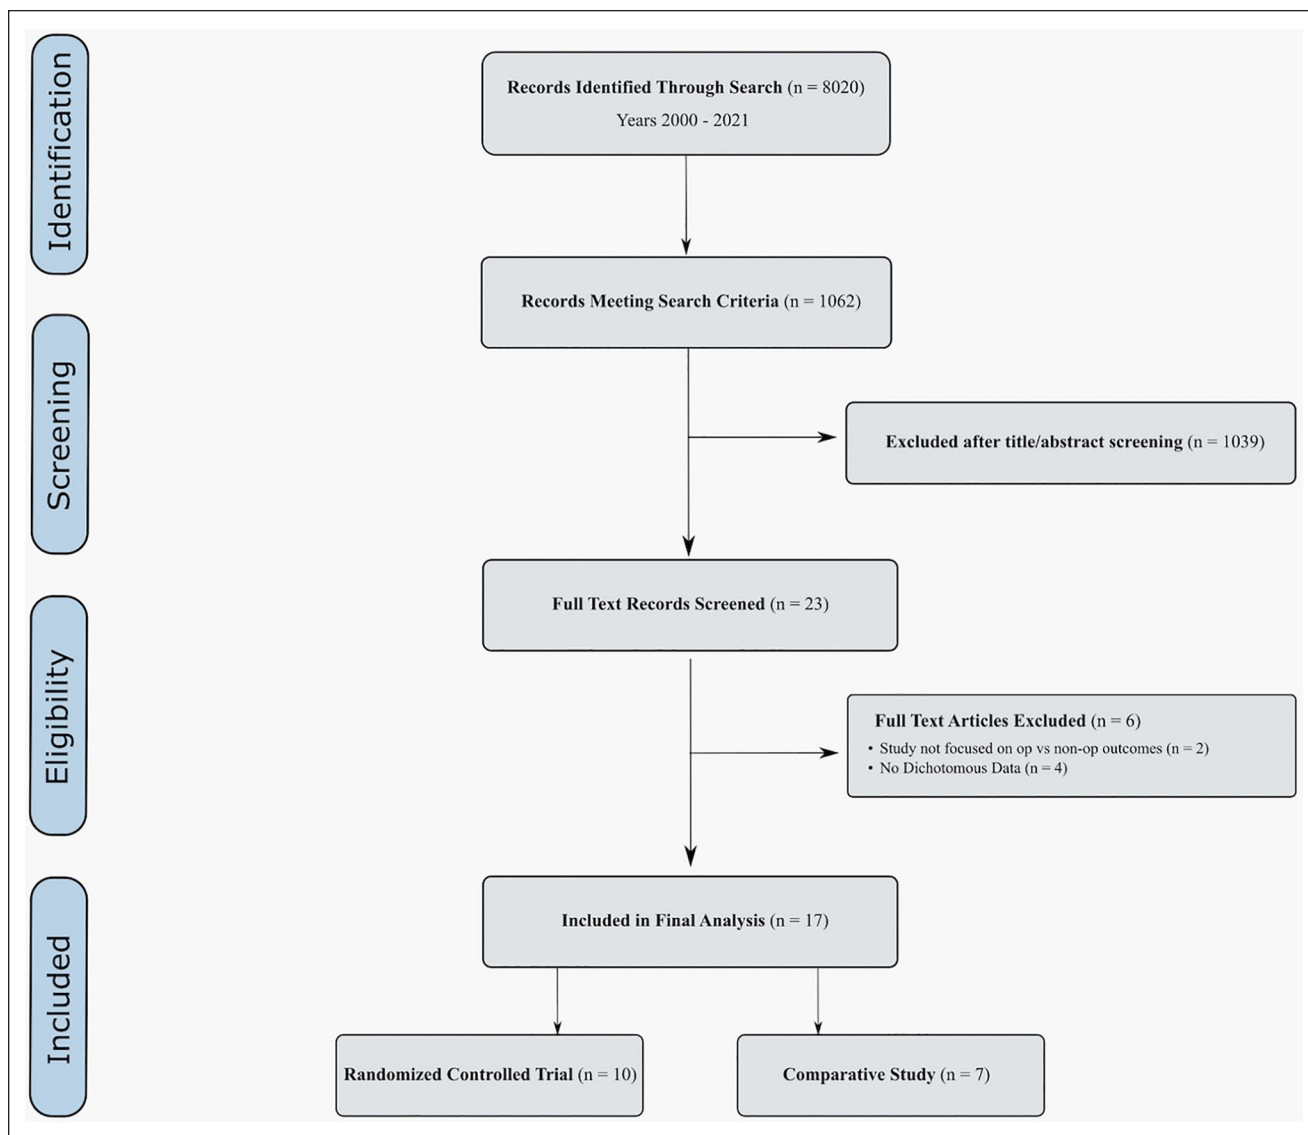 Identification
Records Identified Through Search (n = 8020)
Years 2000 - 2021
Records Meeting Search Criteria (n = 1062)
Screening
Excluded after title/abstract screening (n = 1039)
Full Text Records Screened (n = 23)
Eligibility
Full Text Articles Excluded (n = 6)
• Study not focused on op vs non-op outcomes (n = 2)
• No Dichotomous Data (n = 4)
Included in Final Analysis (n = 17)
Included
Randomized Controlled Trial (n = 10)
Comparative Study (n = 7)